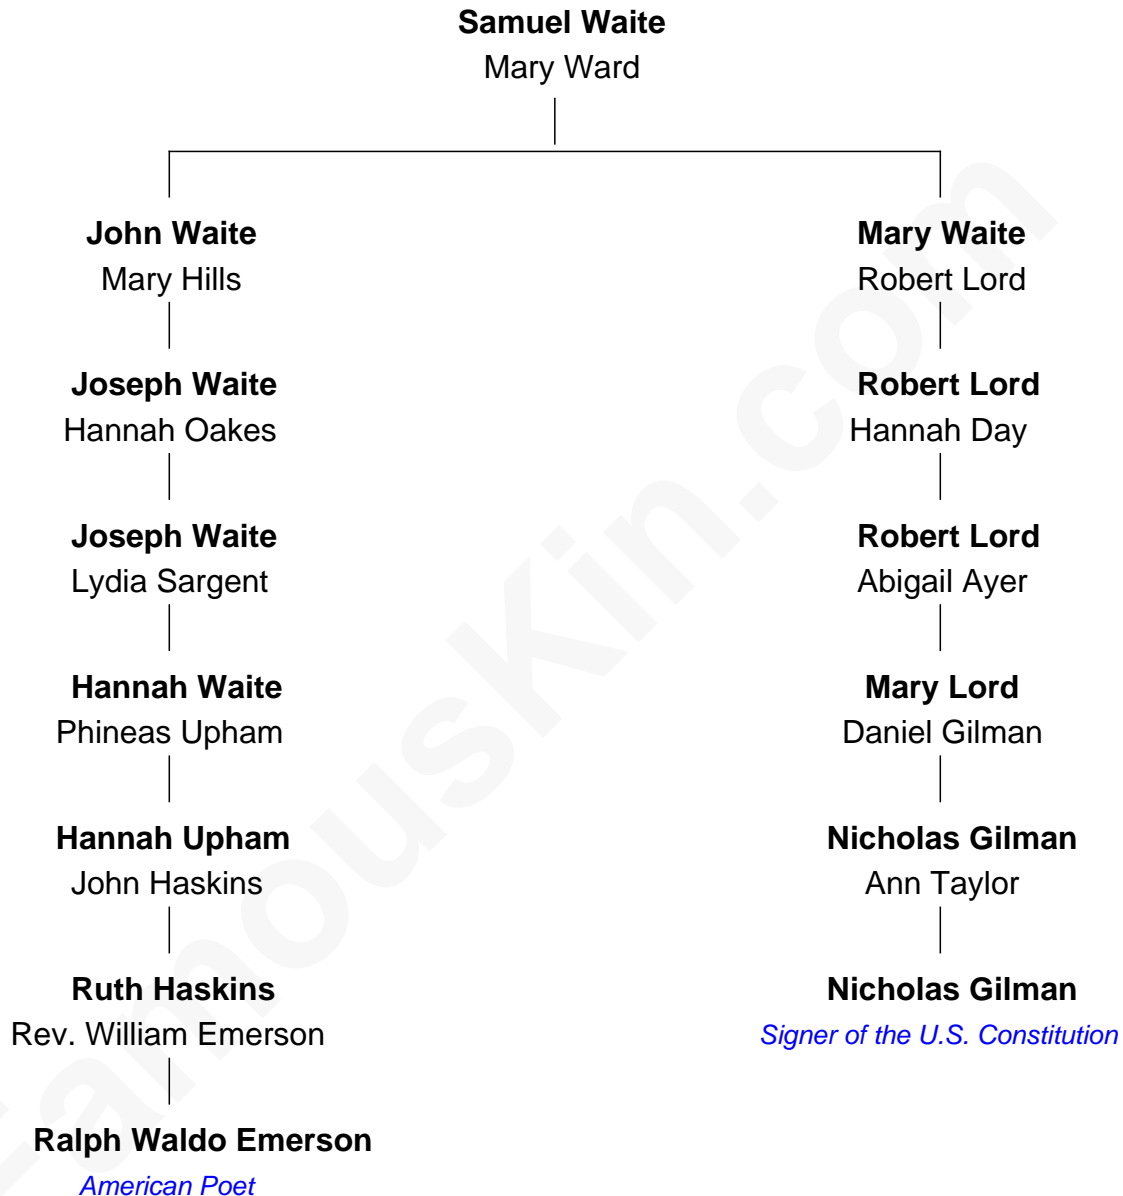 Samuel Waite
Mary Ward
John Waite
Mary Hills
Mary Waite
Robert Lord
Joseph Waite
Hannah Oakes
Robert Lord
Hannah Day
Joseph Waite
Lydia Sargent
Robert Lord
Abigail Ayer
Hannah Waite
Phineas Upham
Mary Lord
Daniel Gilman
Hannah Upham
John Haskins
Nicholas Gilman
Ann Taylor
Ruth Haskins
Rev. William Emerson
Nicholas Gilman
Signer of the U.S. Constitution
Ralph Waldo Emerson
American Poet
FamousKin.com